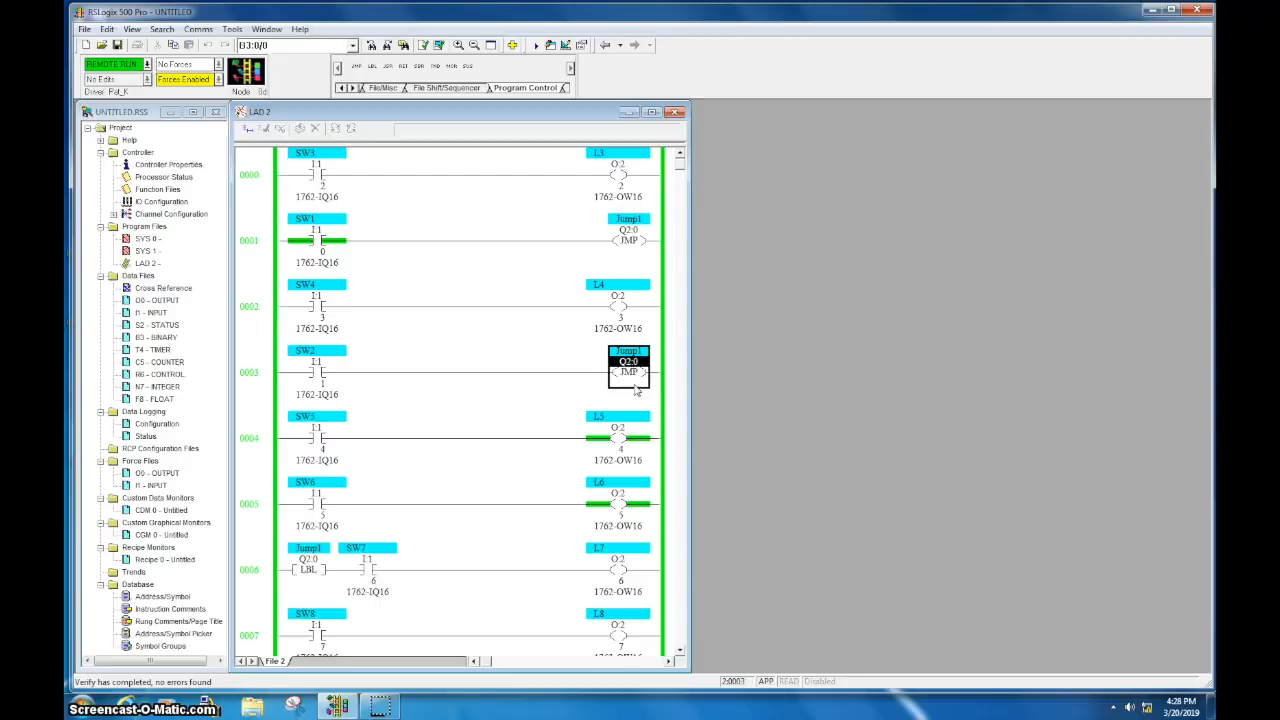 RSLogix 500 Pro - UNTITLED
File Edit View Search Comms Tools Window Help
B3:0/0
REMOTE RUN
No Forces
No Edits
Forces Enabled
Driver: Pal_K
Node :
JMP LBL JSR RET SBR TND MCR SUS
File/Misc
File Shift/Sequencer
Program Control
UNTITLED.RSS
Project
Help
Controller
Controller Properties
Processor Status
Function Files
IO Configuration
Channel Configuration
Program Files
SYS 0 -
SYS 1 -
LAD 2 -
Data Files
Cross Reference
O0 - OUTPUT
I1 - INPUT
S2 - STATUS
B3 - BINARY
T4 - TIMER
C5 - COUNTER
R6 - CONTROL
N7 - INTEGER
F8 - FLOAT
Data Logging
Configuration
Status
RCP Configuration Files
Force Files
O0 - OUTPUT
I1 - INPUT
Custom Data Monitors
CDM 0 - Untitled
Custom Graphical Monitors
CGM 0 - Untitled
Recipe Monitors
Recipe 0 - Untitled
Trends
Database
Address/Symbol
Instruction Comments
Rung Comments/Page Title
Address/Symbol Picker
Symbol Groups
LAD 2
SW3 L3
I:1 O:2
0000
2 2
1762-IQ16 1762-OW16
SW1 Jump1
I:1 Q2:0
0001 JMP
0
1762-IQ16
SW4 L4
I:1 O:2
0002
3 3
1762-IQ16 1762-OW16
SW2 Jump1
I:1 Q2:0
0003 JMP
1
1762-IQ16
SW5 L5
I:1 O:2
0004
4 4
1762-IQ16 1762-OW16
SW6 L6
I:1 O:2
0005
5 5
1762-IQ16 1762-OW16
Jump1 SW7 L7
Q2:0 I:1 O:2
0006 LBL
6 6
1762-IQ16 1762-OW16
SW8 L8
I:1 O:2
0007
7 7
File 2
Verify has completed, no errors found
2:0003 APP READ Disabled
Screencast-O-Matic.com
4:28 PM
3/20/2019